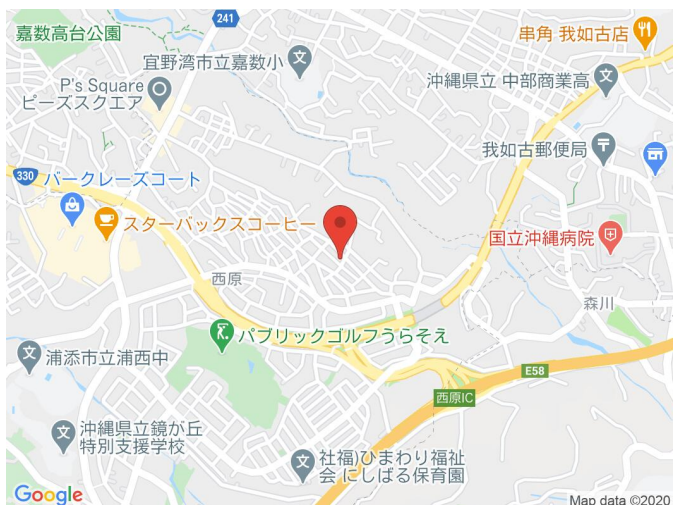 嘉数高台公園
241
串角 我如古店
宜野湾市立嘉数小
P's Square
ピーズスクエア
沖縄県立 中部商業高
我如古郵便局
330
バークレーズコート
スターバックスコーヒー
国立沖縄病院
西原
森川
パブリックゴルフうらそえ
浦添市立浦西中
E58
西原IC
沖縄県立鏡が丘
特別支援学校
社福)ひまわり福祉
会 にしばる保育園
Google
Map data ©2020